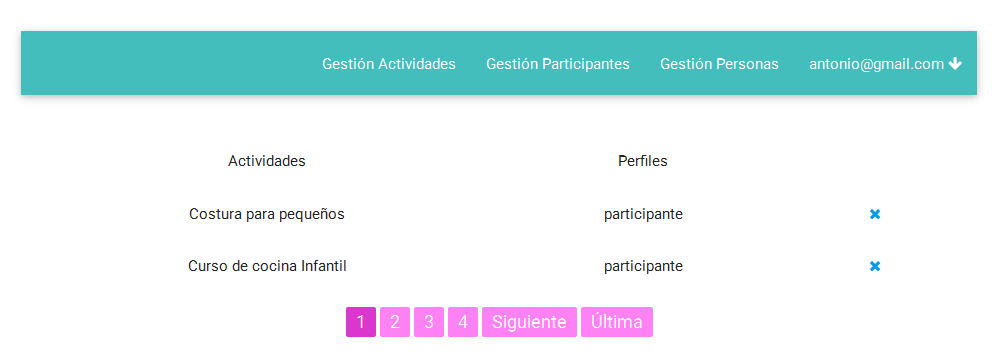 Gestión Actividades Gestión Participantes Gestión Personas antonio@gmail.com
Actividades Perfiles
Costura para pequeños participante
Curso de cocina Infantil participante
1 2 3 4 Siguiente Última